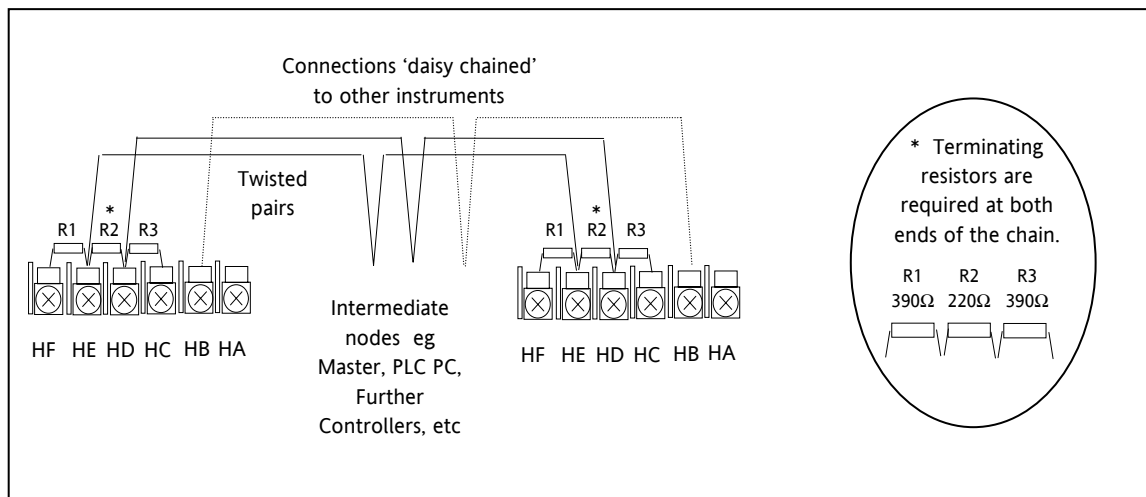 Connections ‘daisy chained’
to other instruments
Twisted
pairs
*
R1 R2 R3
HF HE HD HC HB HA
Intermediate
nodes eg
Master, PLC PC,
Further
Controllers, etc
*
R1 R2 R3
HF HE HD HC HB HA
* Terminating
resistors are
required at both
ends of the chain.
R1 R2 R3
390Ω 220Ω 390Ω